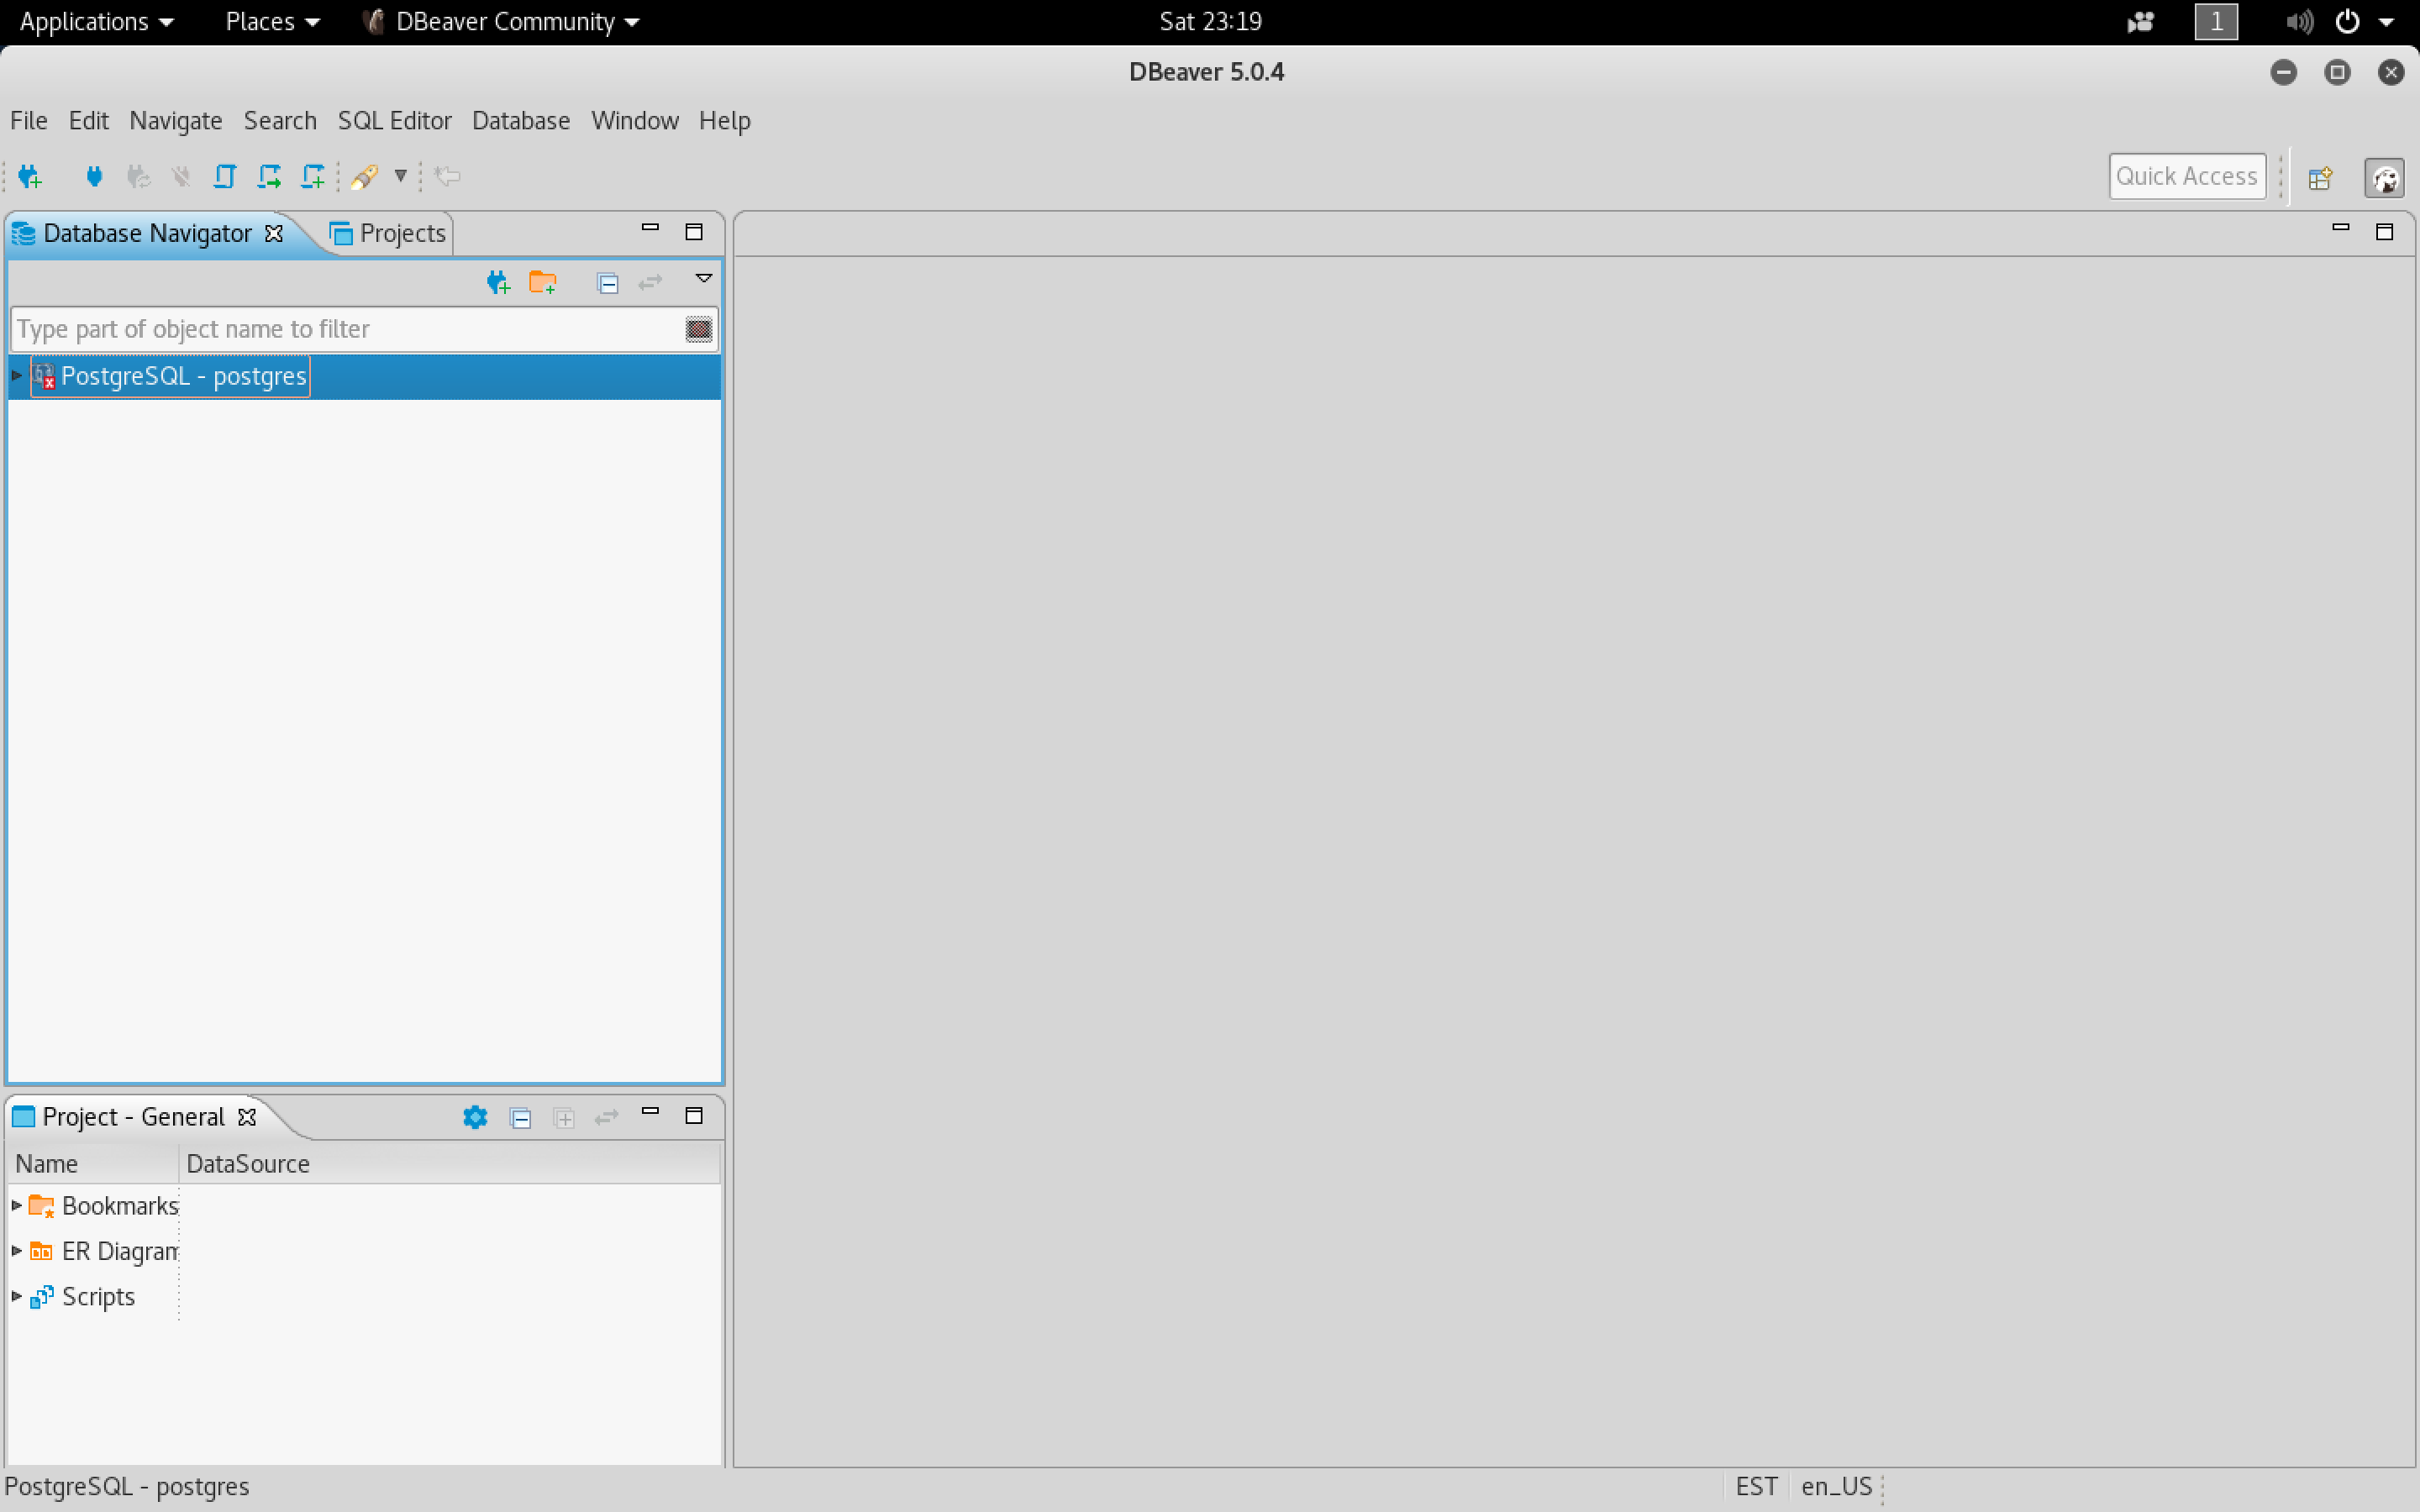 Applications Places DBeaver Community Sat 23:19 1
DBeaver 5.0.4
File Edit Navigate Search SQL Editor Database Window Help
Quick Access
Database Navigator Projects
Type part of object name to filter
PostgreSQL - postgres
Project - General
Name DataSource
Bookmarks
ER Diagram
Scripts
PostgreSQL - postgres EST en_US